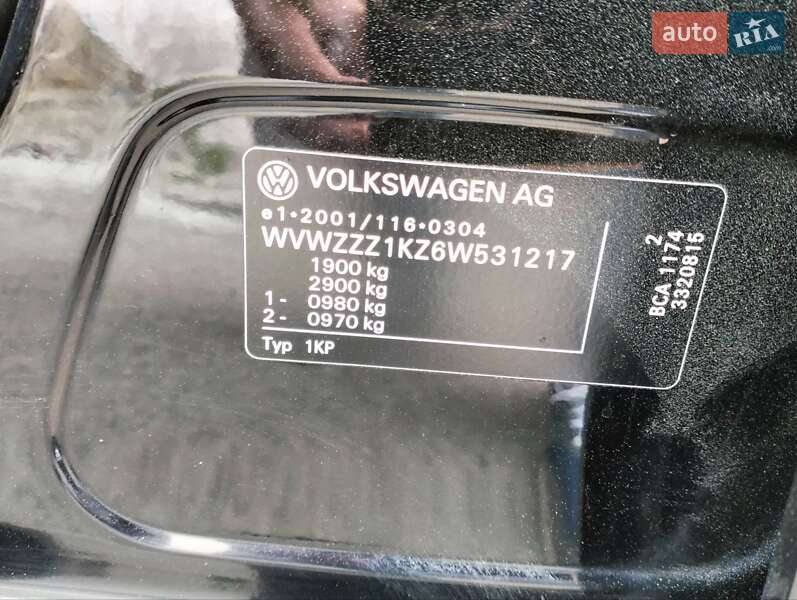 auto RIA
.com
VOLKSWAGEN AG
e1*2001/116*0304
WVWZZZ1KZ6W531217
1900 kg
2900 kg
1- 0980 kg
2- 0970 kg
Typ 1KP
2
BCA 1174
3320815